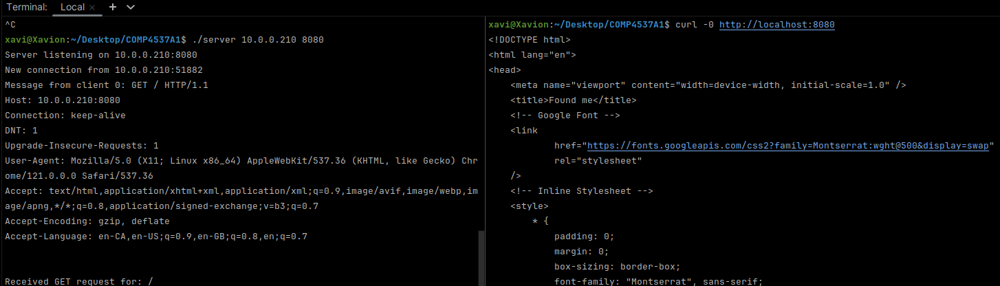 Terminal: Local × + ∨
^C
xavi@Xavion:~/Desktop/COMP4537A1$ ./server 10.0.0.210 8080
Server listening on 10.0.0.210:8080
New connection from 10.0.0.210:51882
Message from client 0: GET / HTTP/1.1
Host: 10.0.0.210:8080
Connection: keep-alive
DNT: 1
Upgrade-Insecure-Requests: 1
User-Agent: Mozilla/5.0 (X11; Linux x86_64) AppleWebKit/537.36 (KHTML, like Gecko) Chr
ome/121.0.0.0 Safari/537.36
Accept: text/html,application/xhtml+xml,application/xml;q=0.9,image/avif,image/webp,im
age/apng,*/*;q=0.8,application/signed-exchange;v=b3;q=0.7
Accept-Encoding: gzip, deflate
Accept-Language: en-CA,en-US;q=0.9,en-GB;q=0.8,en;q=0.7
Received GET request for: /
xavi@Xavion:~/Desktop/COMP4537A1$ curl -0 http://localhost:8080
<!DOCTYPE html>
<html lang="en">
<head>
    <meta name="viewport" content="width=device-width, initial-scale=1.0" />
    <title>Found me</title>
    <!-- Google Font -->
    <link
            href="https://fonts.googleapis.com/css2?family=Montserrat:wght@500&display=swap"
            rel="stylesheet"
    />
    <!-- Inline Stylesheet -->
    <style>
        * {
            padding: 0;
            margin: 0;
            box-sizing: border-box;
            font-family: "Montserrat", sans-serif;